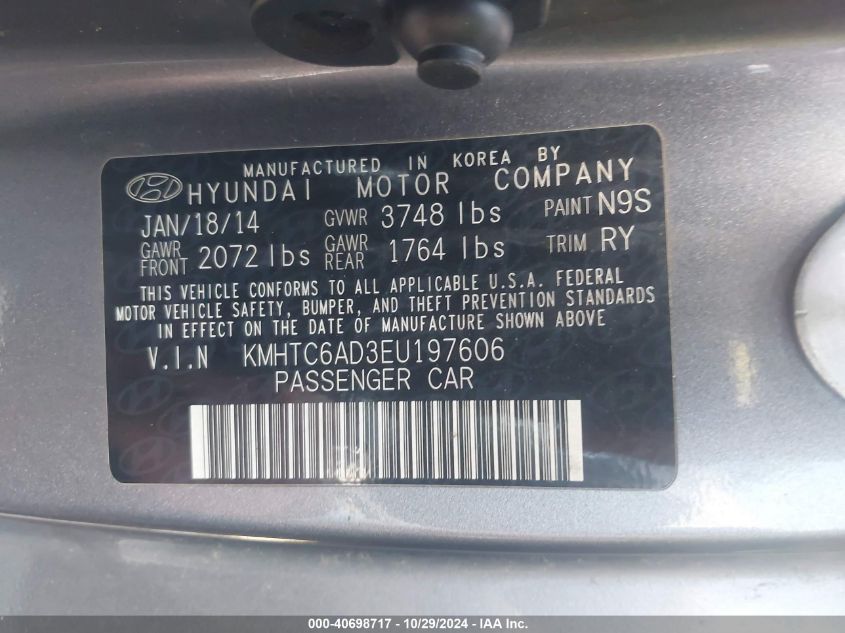 MANUFACTURED IN KOREA BY
HYUNDAI MOTOR COMPANY
JAN/18/14 GVWR 3748 lbs PAINT N9S
GAWR FRONT 2072 lbs GAWR REAR 1764 lbs TRIM RY
THIS VEHICLE CONFORMS TO ALL APPLICABLE U.S.A. FEDERAL
MOTOR VEHICLE SAFETY, BUMPER, AND THEFT PREVENTION STANDARDS
IN EFFECT ON THE DATE OF MANUFACTURE SHOWN ABOVE
V.I.N KMHTC6AD3EU197606
PASSENGER CAR
000-40698717 - 10/29/2024 - IAA Inc.